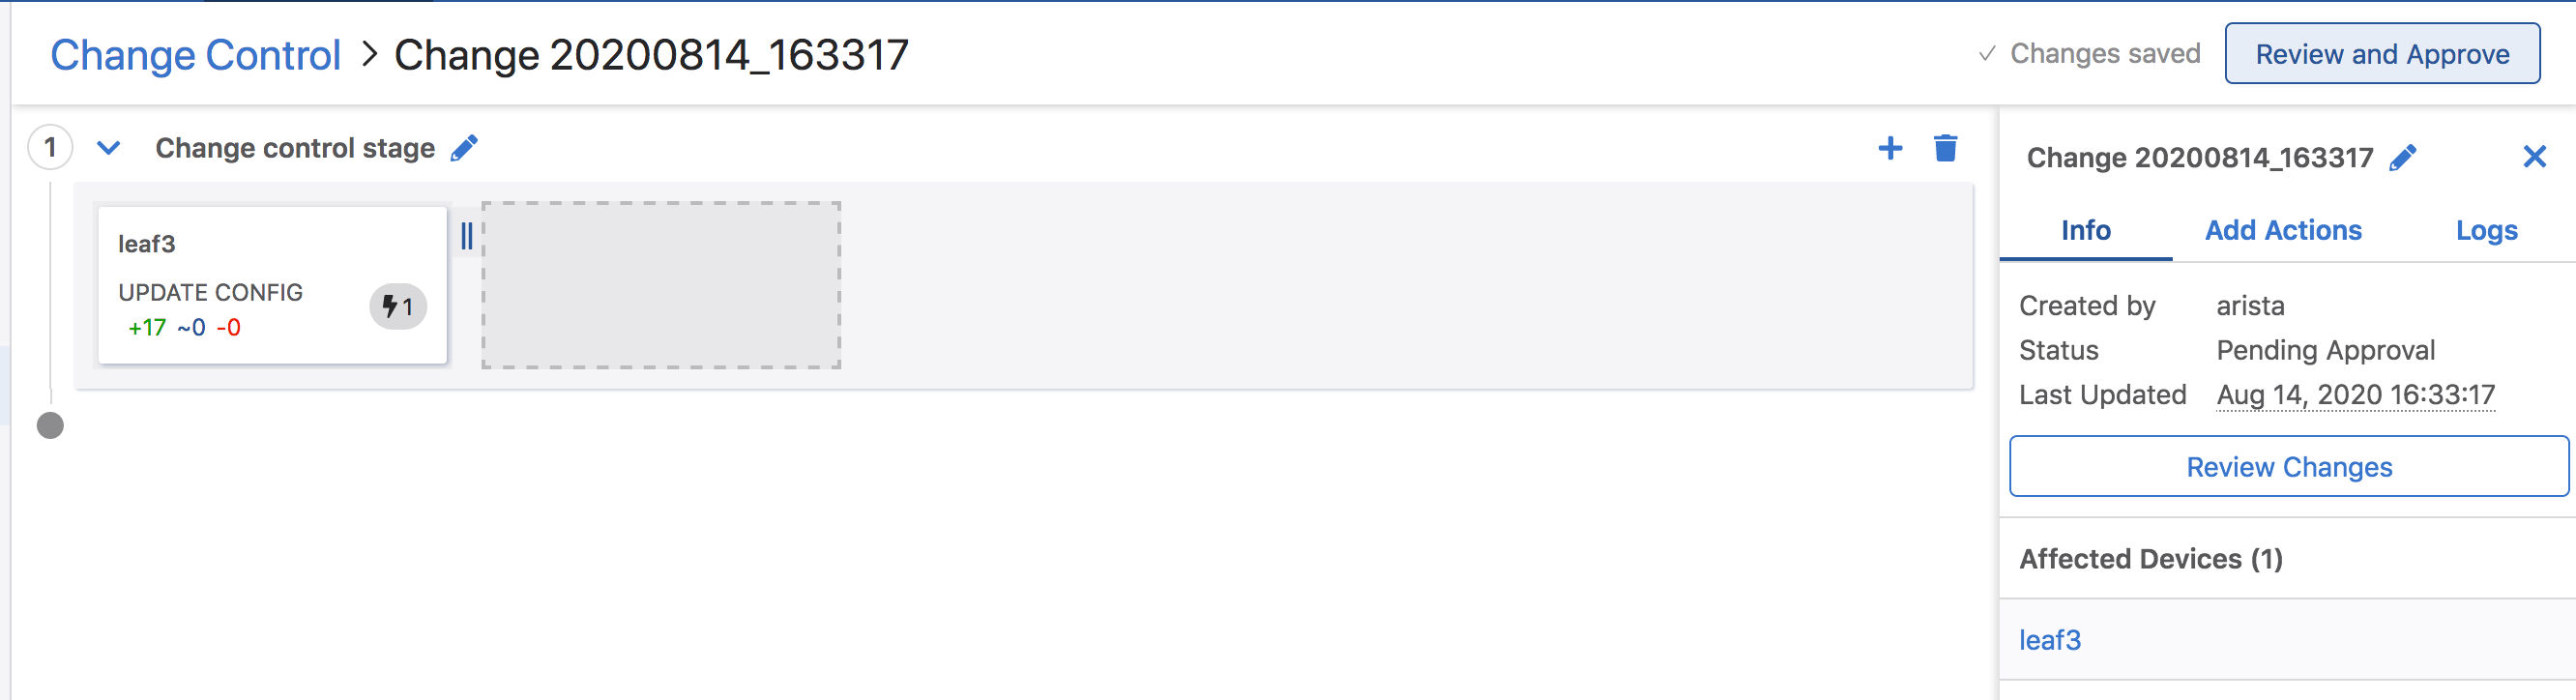 Change Control > Change 20200814_163317
✓ Changes saved
Review and Approve
1
Change control stage
leaf3
UPDATE CONFIG
+17 ~0 -0
1
Change 20200814_163317
Info
Add Actions
Logs
Created by arista
Status Pending Approval
Last Updated Aug 14, 2020 16:33:17
Review Changes
Affected Devices (1)
leaf3